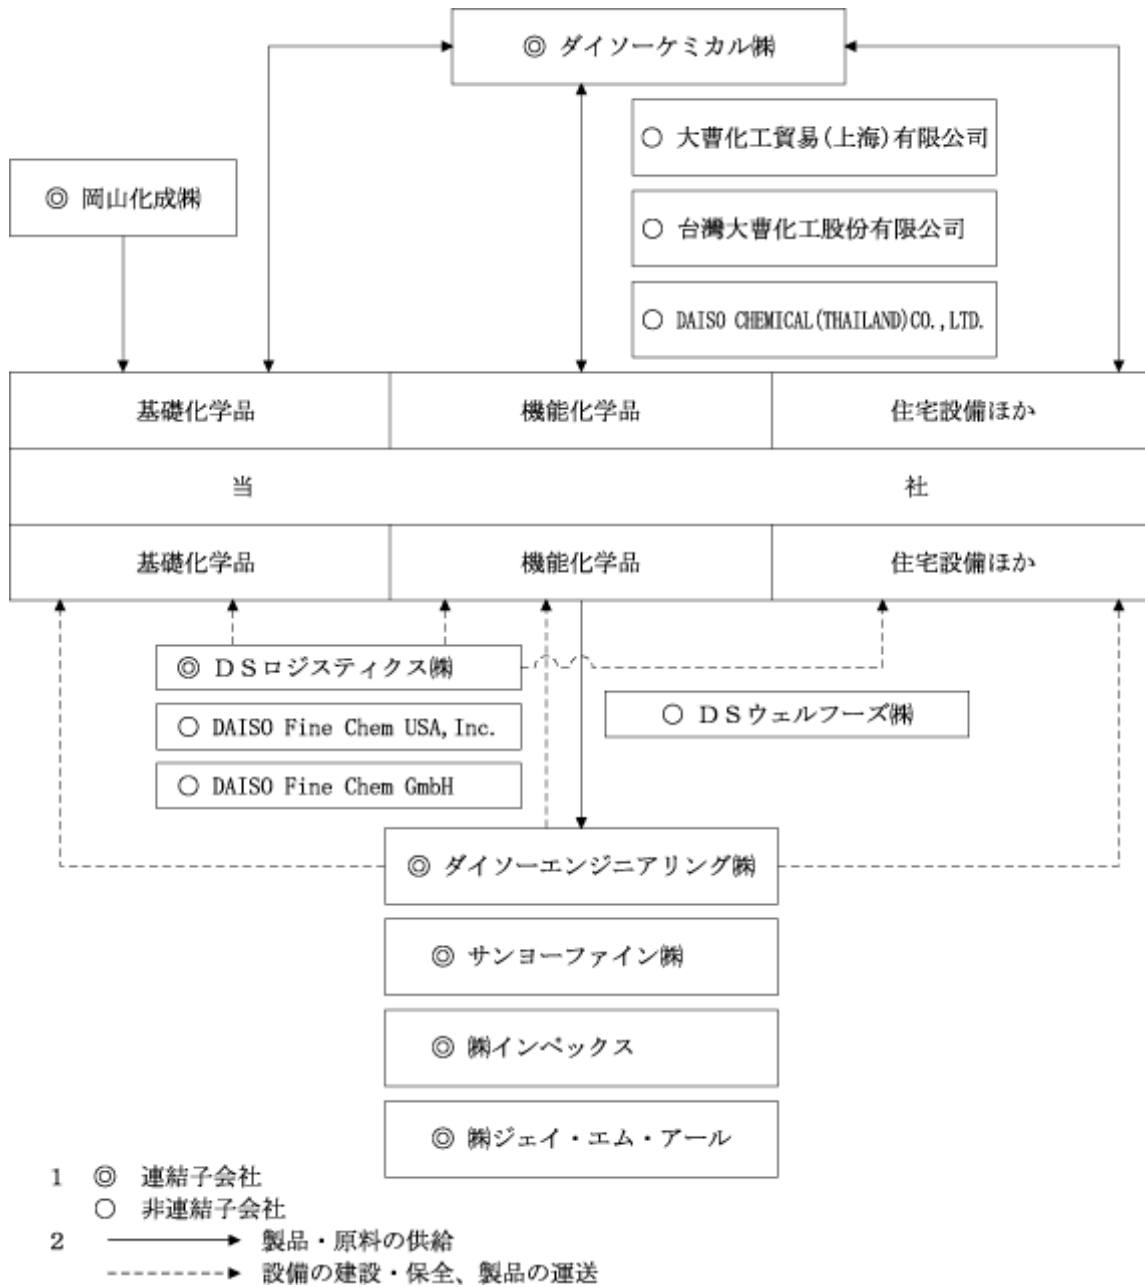 ◎ ダイソーケミカル㈱
○ 大曹化工貿易(上海)有限公司
◎ 岡山化成㈱
○ 台灣大曹化工股份有限公司
○ DAISO CHEMICAL(THAILAND)CO.,LTD.
基礎化学品 機能化学品 住宅設備ほか
当 社
基礎化学品 機能化学品 住宅設備ほか
◎ ＤＳロジスティクス㈱
○ ＤＳウェルフーズ㈱
○ DAISO Fine Chem USA,Inc.
○ DAISO Fine Chem GmbH
◎ ダイソーエンジニアリング㈱
◎ サンヨーファイン㈱
◎ ㈱インペックス
◎ ㈱ジェイ・エム・アール
1 ◎ 連結子会社
○ 非連結子会社
2 製品・原料の供給
設備の建設・保全、製品の運送